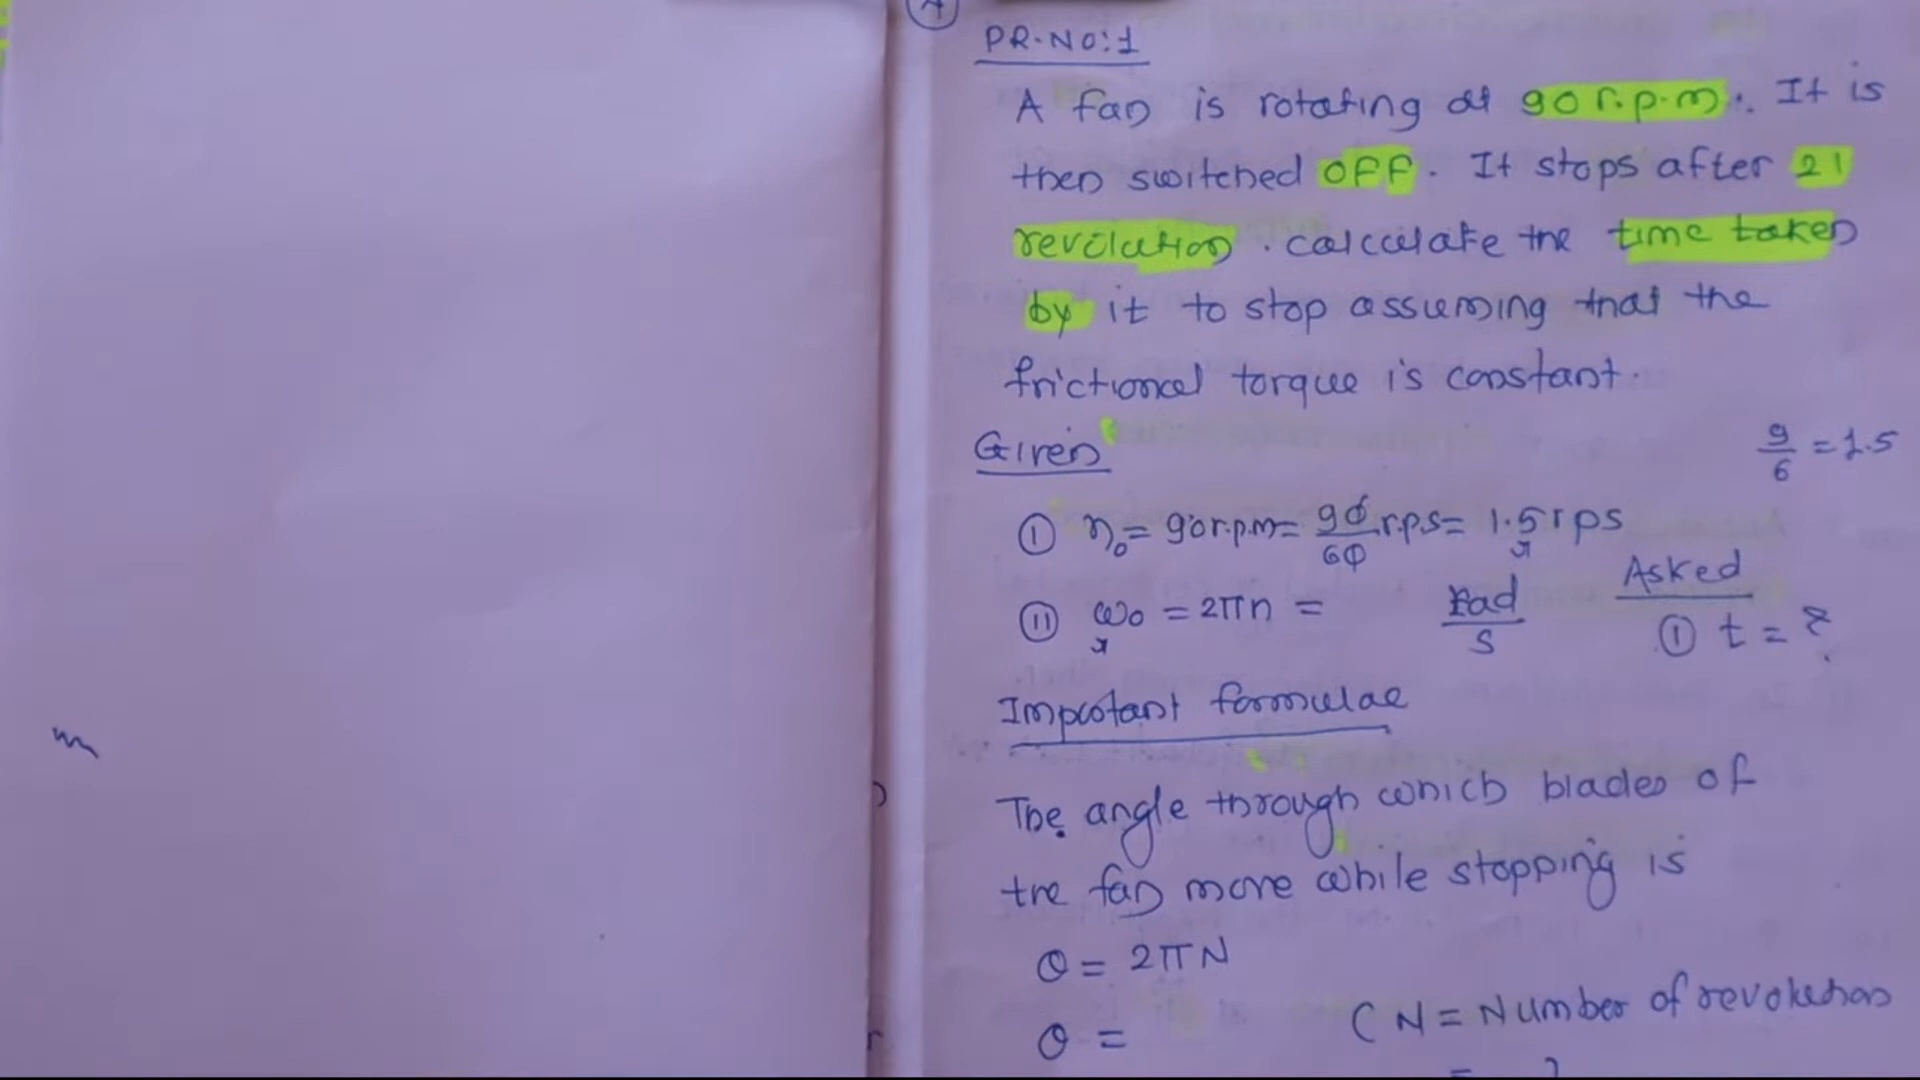 PR.NO:1
A fan is rotating at 90 r.p.m. It is
then switched OFF. It stops after 21
revolution. calculate the time taken
by it to stop assuming that the
frictional torque is constant.
Given
9/6 = 1.5
① n₀ = 90 r.p.m = 90/60 r.p.s = 1.5 rps
Asked
② ω₀ = 2πn = rad/s
① t = ?
Important formulae
The angle through which blades of
the fan move while stopping is
θ = 2πN
(N = Number of revolutions
θ =